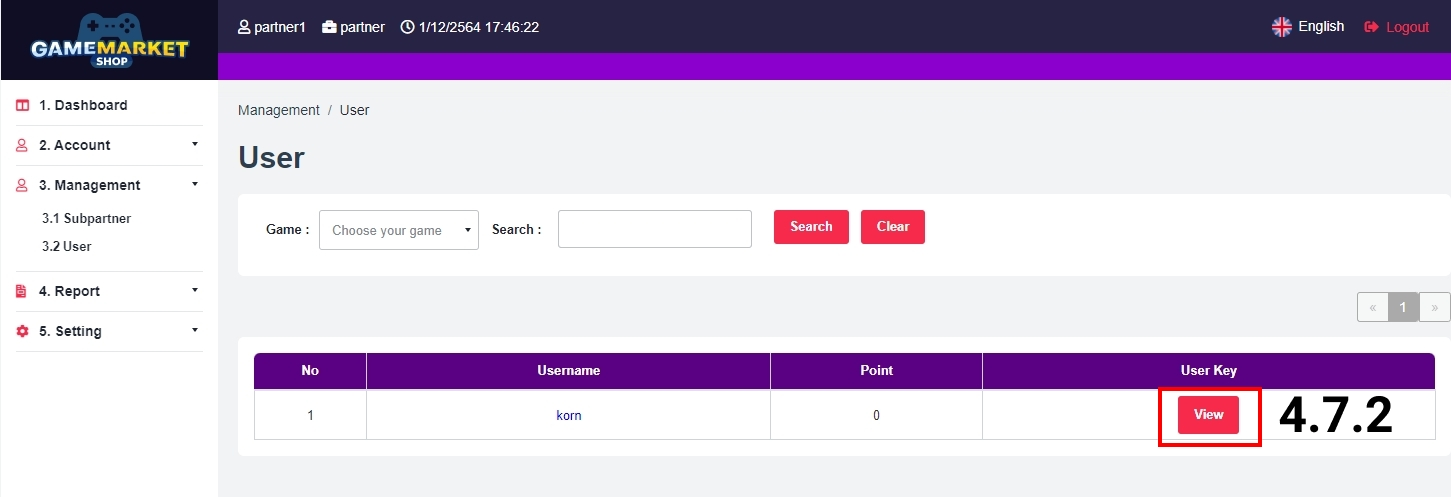 GAMEMARKET
SHOP
partner1 partner 1/12/2564 17:46:22
English Logout
1. Dashboard
2. Account
3. Management
3.1 Subpartner
3.2 User
4. Report
5. Setting
Management / User
User
Game : Choose your game Search : Search Clear
« 1 »
No Username Point User Key
1 korn 0 View 4.7.2